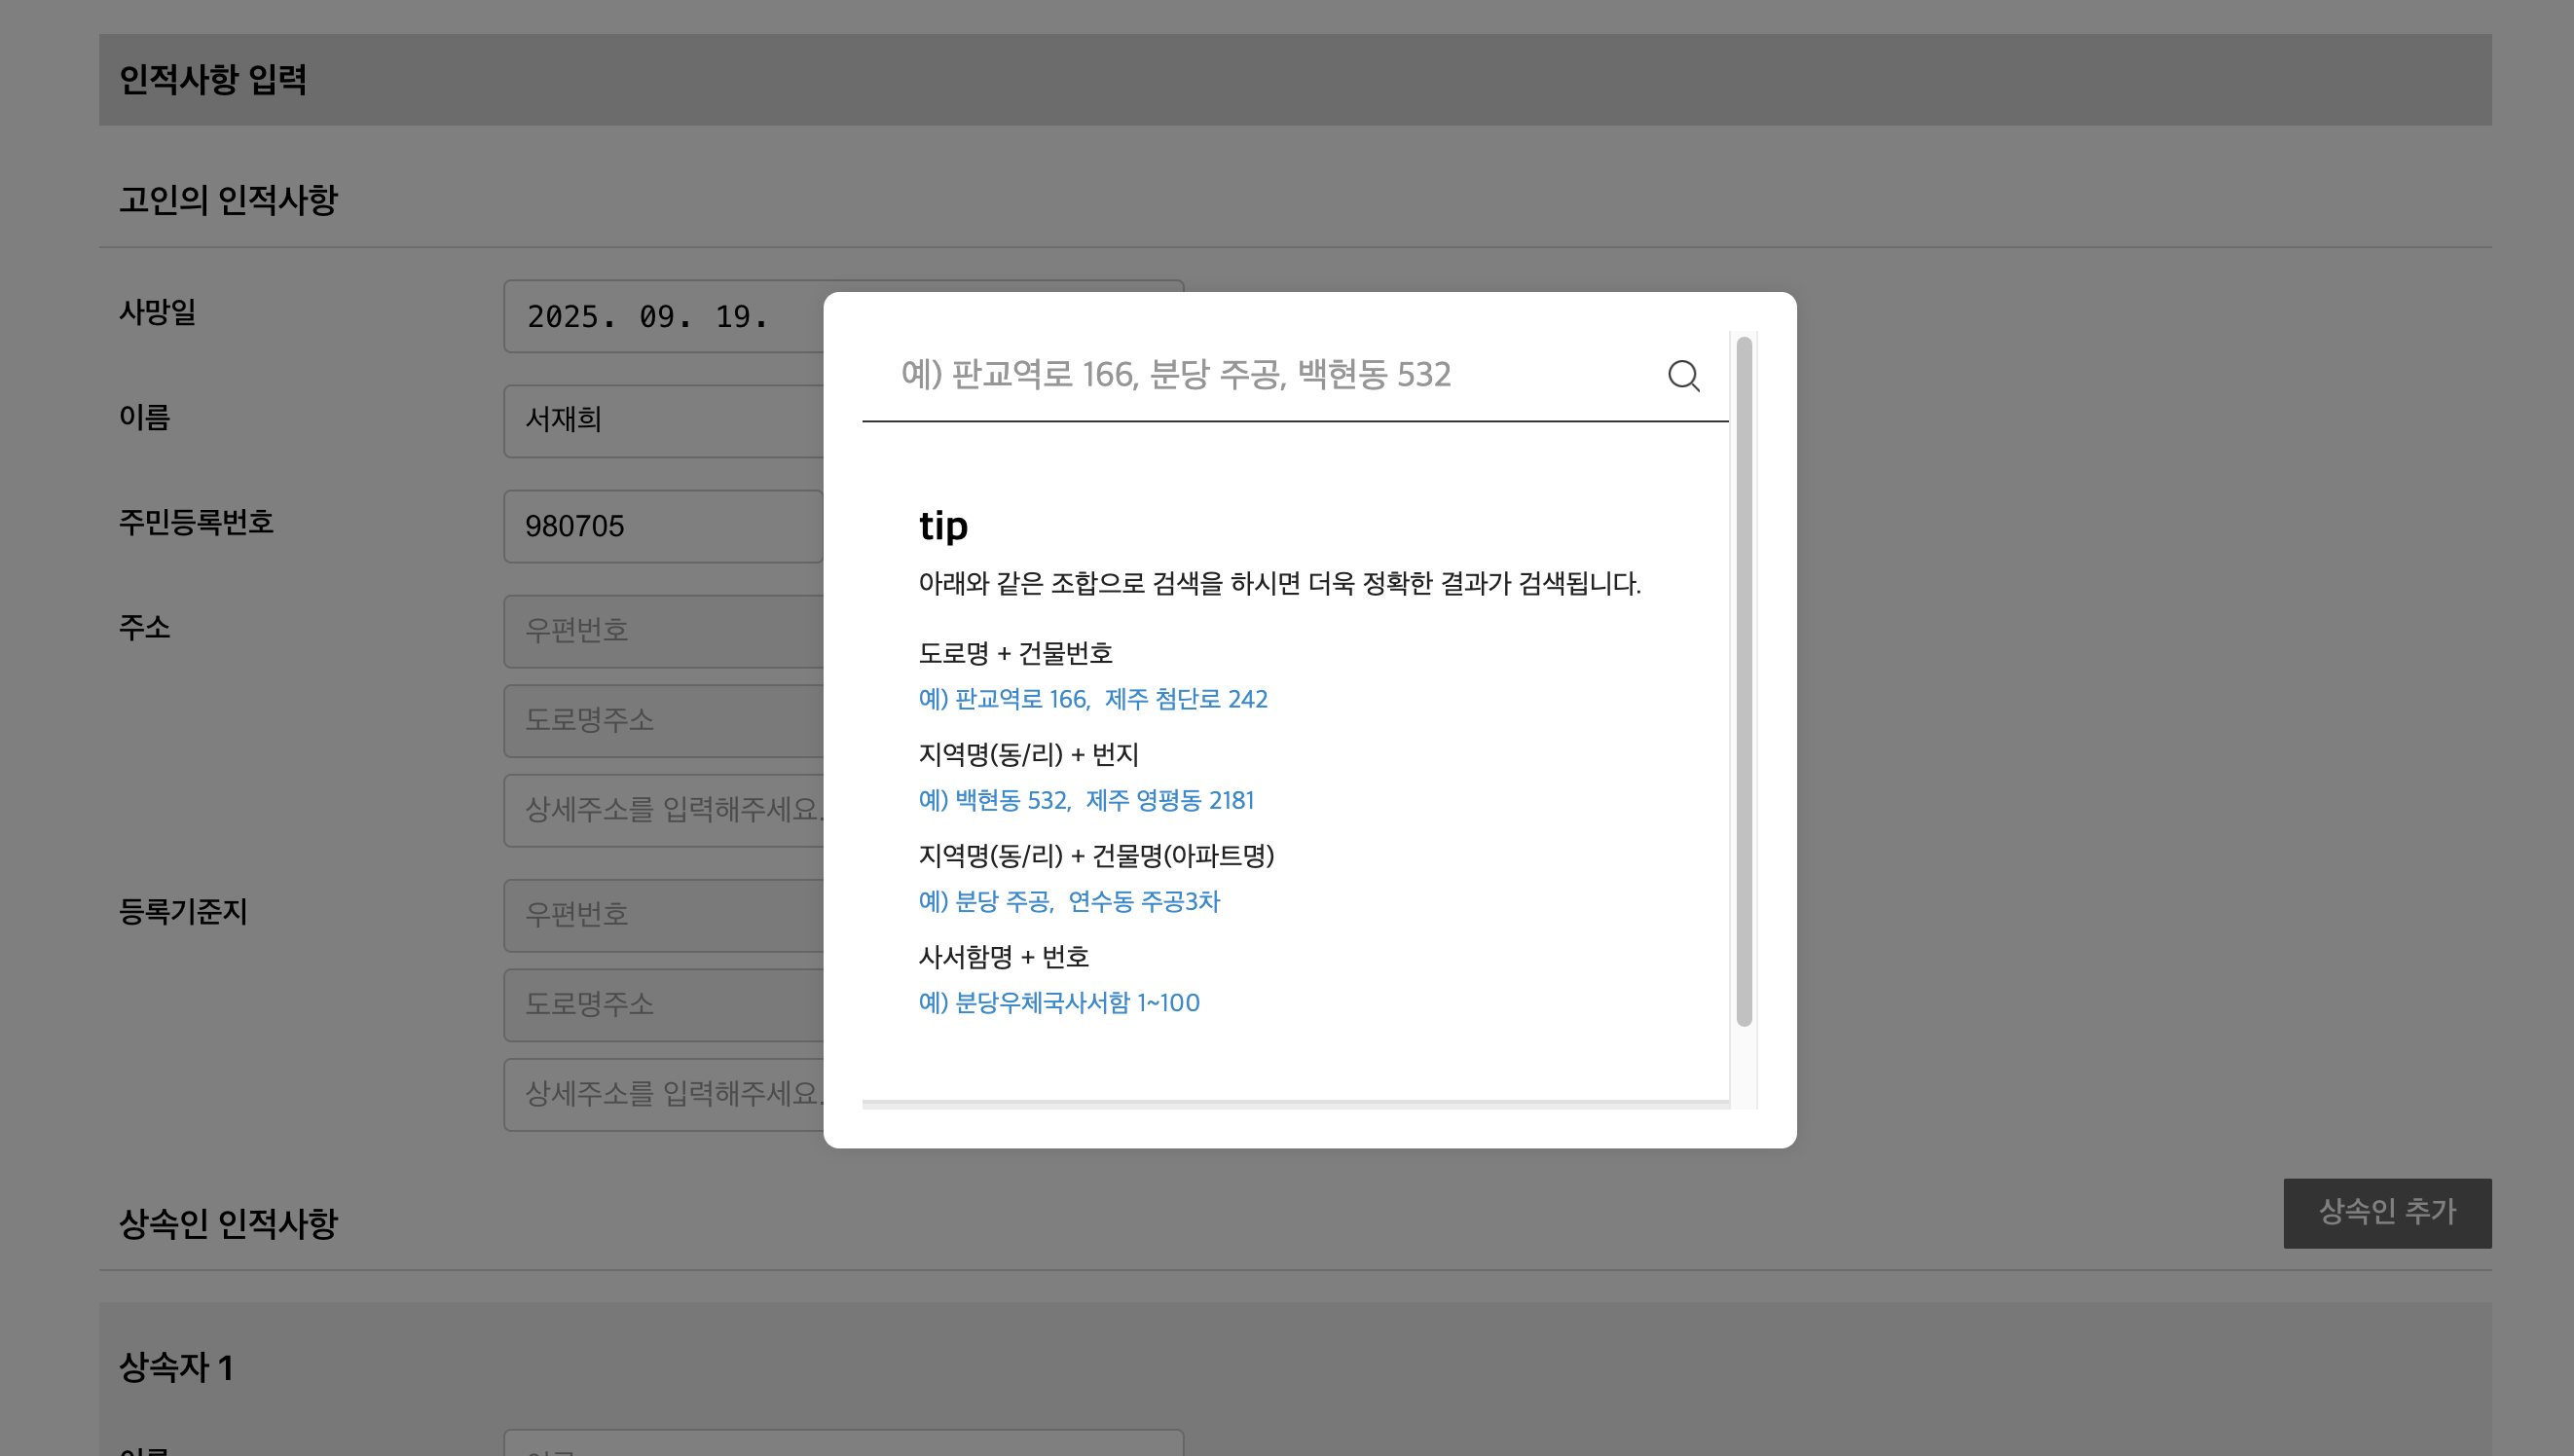 인적사항 입력
고인의 인적사항
사망일
2025. 09. 19.
이름
서재희
주민등록번호
980705
주소
우편번호
도로명주소
상세주소를 입력해주세요.
등록기준지
우편번호
도로명주소
상세주소를 입력해주세요.
예) 판교역로 166, 분당 주공, 백현동 532
tip
아래와 같은 조합으로 검색을 하시면 더욱 정확한 결과가 검색됩니다.
도로명 + 건물번호
예) 판교역로 166, 제주 첨단로 242
지역명(동/리) + 번지
예) 백현동 532, 제주 영평동 2181
지역명(동/리) + 건물명(아파트명)
예) 분당 주공, 연수동 주공3차
사서함명 + 번호
예) 분당우체국사서함 1~100
상속인 인적사항
상속인 추가
상속자 1